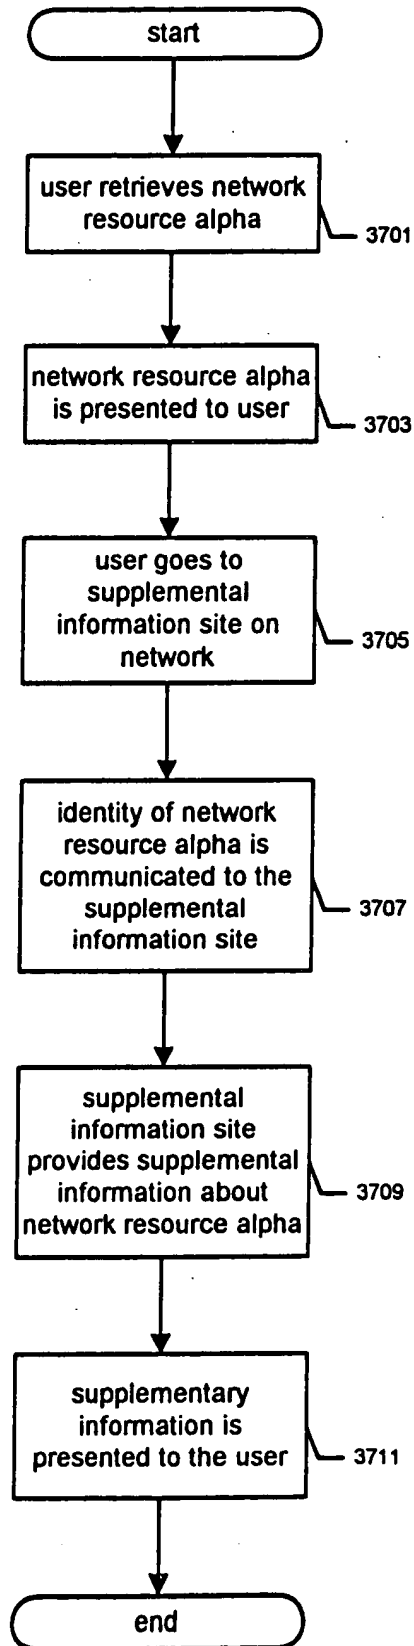 start
user retrieves network
resource alpha
3701
network resource alpha
is presented to user
3703
user goes to
supplemental
information site on
network
3705
identity of network
resource alpha is
communicated to the
supplemental
information site
3707
supplemental
information site
provides supplemental
information about
network resource alpha
3709
supplementary
information is
presented to the user
3711
end